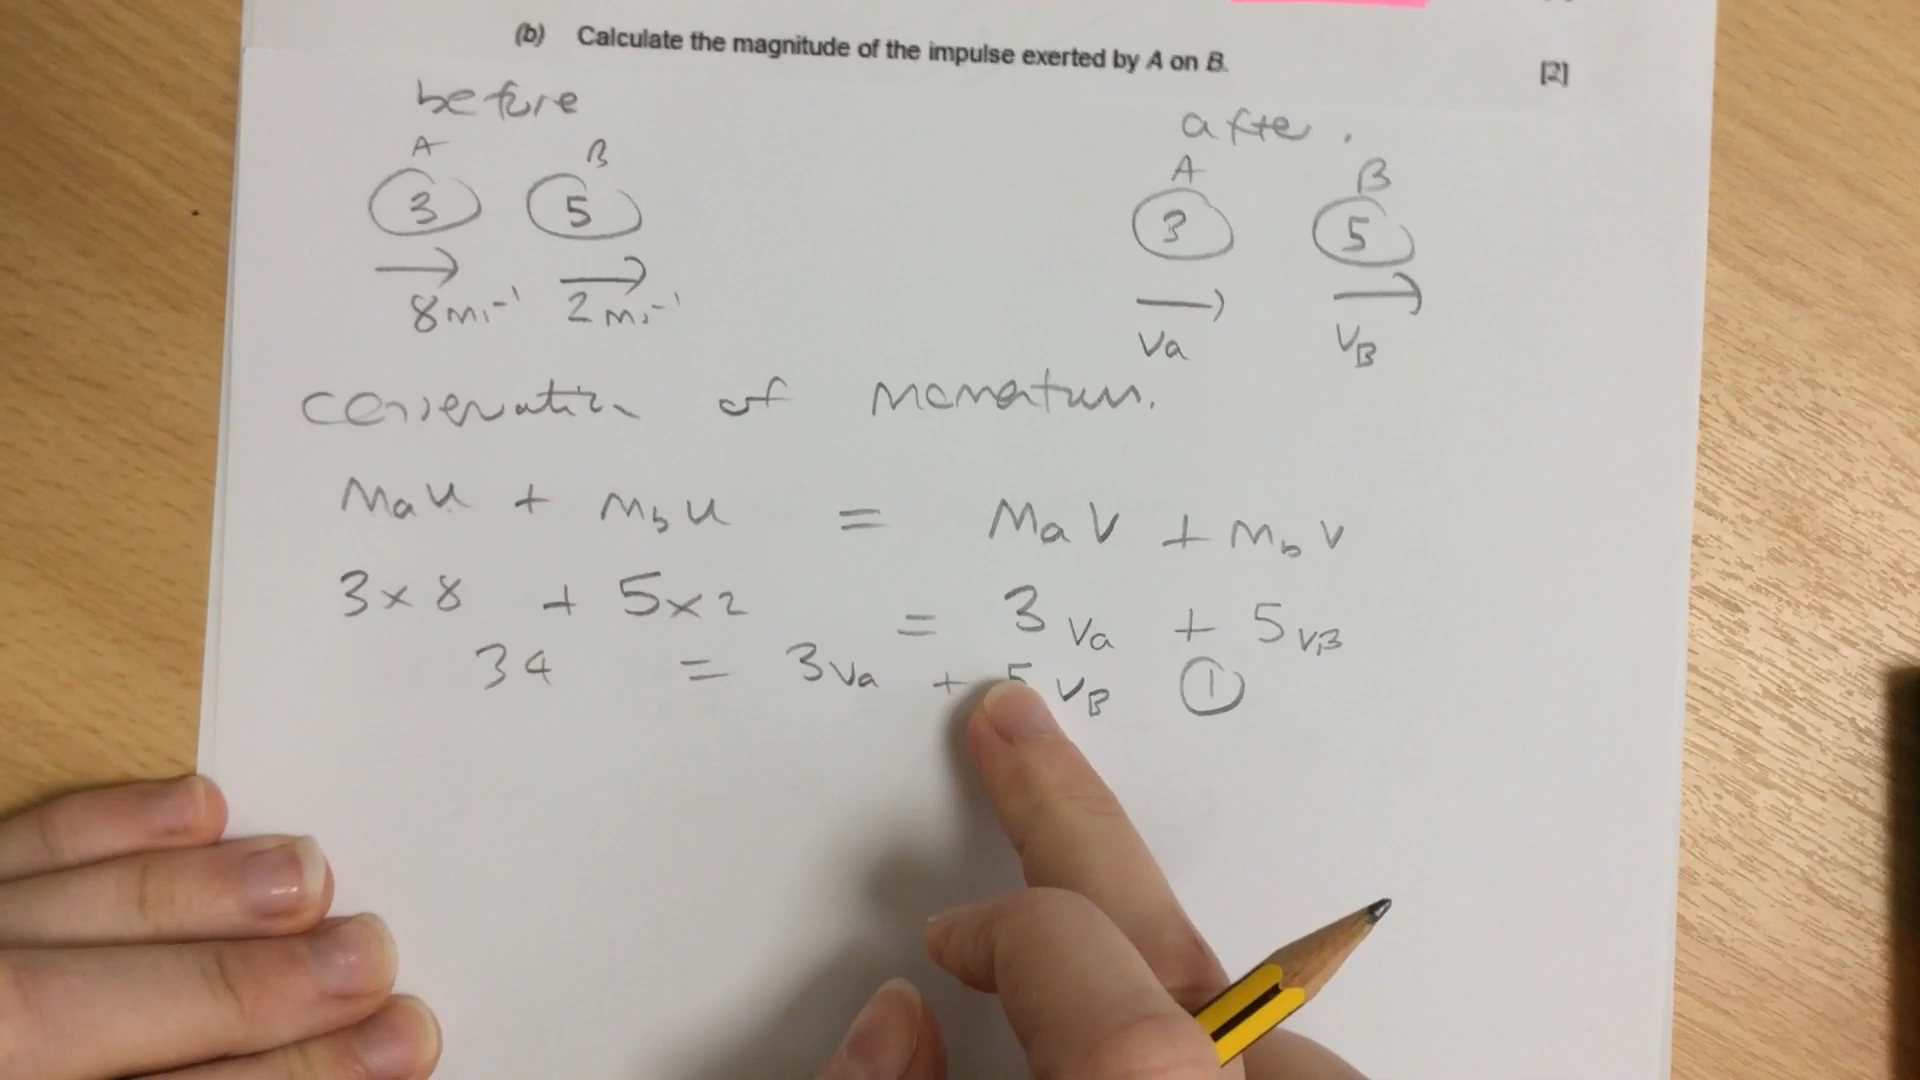 (b) Calculate the magnitude of the impulse exerted by A on B.
[2]
before
after.
A B
A B
3 5
3 5
8ms⁻¹ 2ms⁻¹
Va VB
conservation of momentum.
Mau + Mbu = MaV + MbV
3×8 + 5×2 = 3Va + 5VB
34 = 3Va + 5VB ①